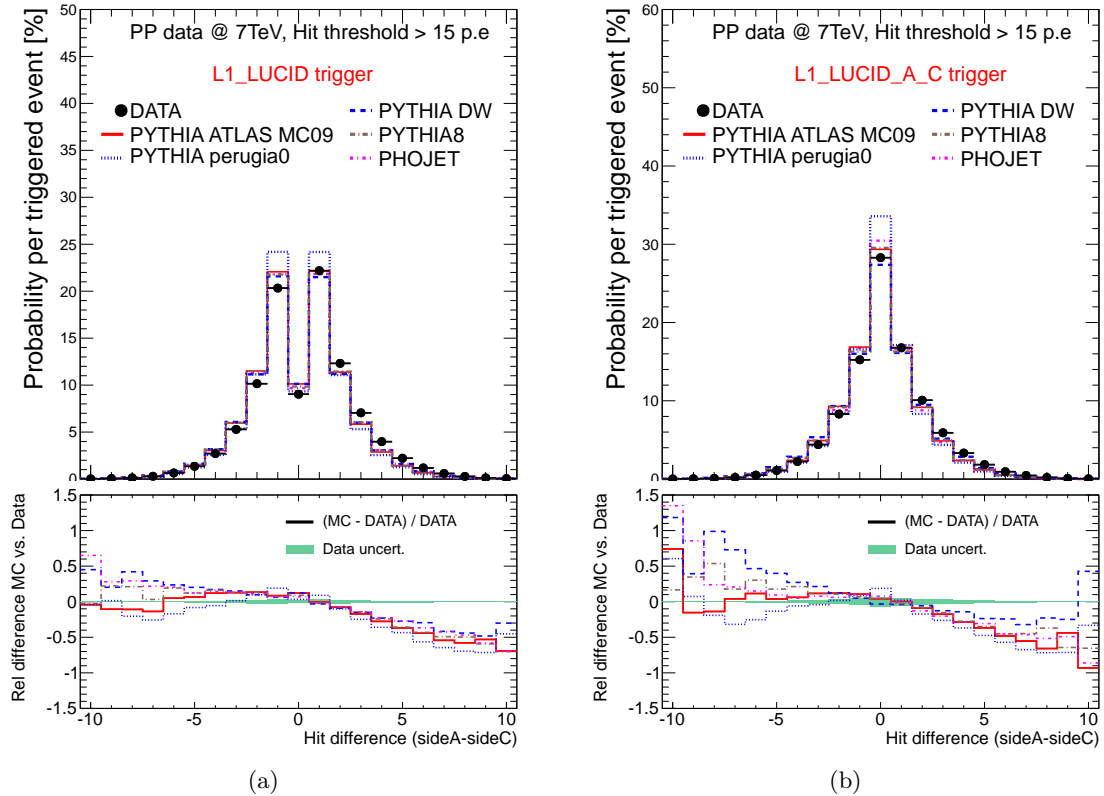 Probability per triggered event [%]
PP data @ 7TeV, Hit threshold > 15 p.e
L1_LUCID trigger
DATA
PYTHIA ATLAS MC09
PYTHIA perugia0
PYTHIA DW
PYTHIA8
PHOJET
50
45
40
35
30
25
20
15
10
5
0
Rel difference MC vs. Data
(MC - DATA) / DATA
Data uncert.
1.5
1
0.5
0
-0.5
-1
-1.5
-10 -5 0 5 10
Hit difference (sideA-sideC)
(a)
Probability per triggered event [%]
PP data @ 7TeV, Hit threshold > 15 p.e
L1_LUCID_A_C trigger
DATA
PYTHIA ATLAS MC09
PYTHIA perugia0
PYTHIA DW
PYTHIA8
PHOJET
60
50
40
30
20
10
0
Rel difference MC vs. Data
(MC - DATA) / DATA
Data uncert.
1.5
1
0.5
0
-0.5
-1
-1.5
-10 -5 0 5 10
Hit difference (sideA-sideC)
(b)